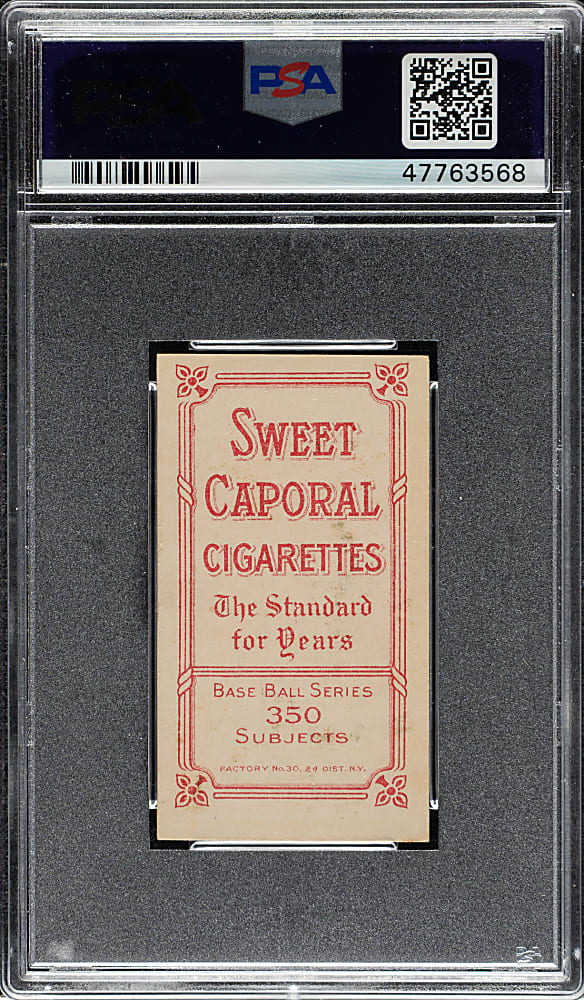 PSA
47763568
SWEET
CAPORAL
CIGARETTES
The Standard
for Years
BASE BALL SERIES
350
SUBJECTS
FACTORY No. 30, 2d DIST. N.Y.
PSA